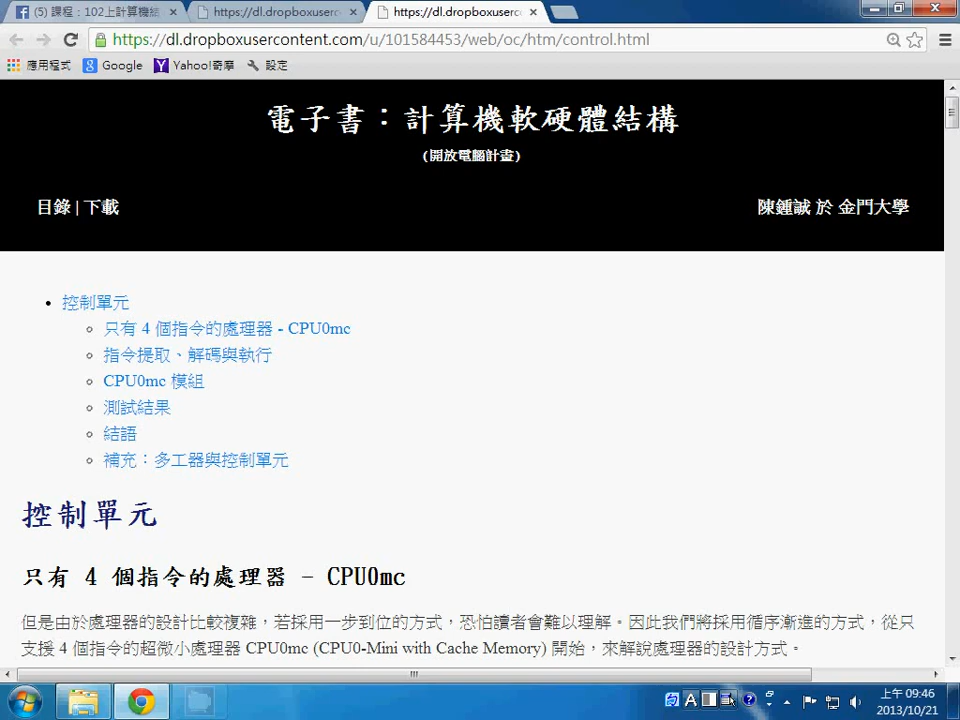 (5) 課程：102上計算機結
https://dl.dropboxuserc
https://dl.dropboxuserc
https://dl.dropboxusercontent.com/u/101584453/web/oc/htm/control.html
應用程式 Google Yahoo!奇摩 設定
電子書：計算機軟硬體結構
(開放電腦計畫)
目錄 | 下載
陳鍾誠 於 金門大學
控制單元
只有 4 個指令的處理器 - CPU0mc
指令提取、解碼與執行
CPU0mc 模組
測試結果
結語
補充：多工器與控制單元
控制單元
只有 4 個指令的處理器 - CPU0mc
但是由於處理器的設計比較複雜，若採用一步到位的方式，恐怕讀者會難以理解。因此我們將採用循序漸進的方式，從只
支援 4 個指令的超微小處理器 CPU0mc (CPU0-Mini with Cache Memory) 開始，來解說處理器的設計方式。
上午 09:46
2013/10/21